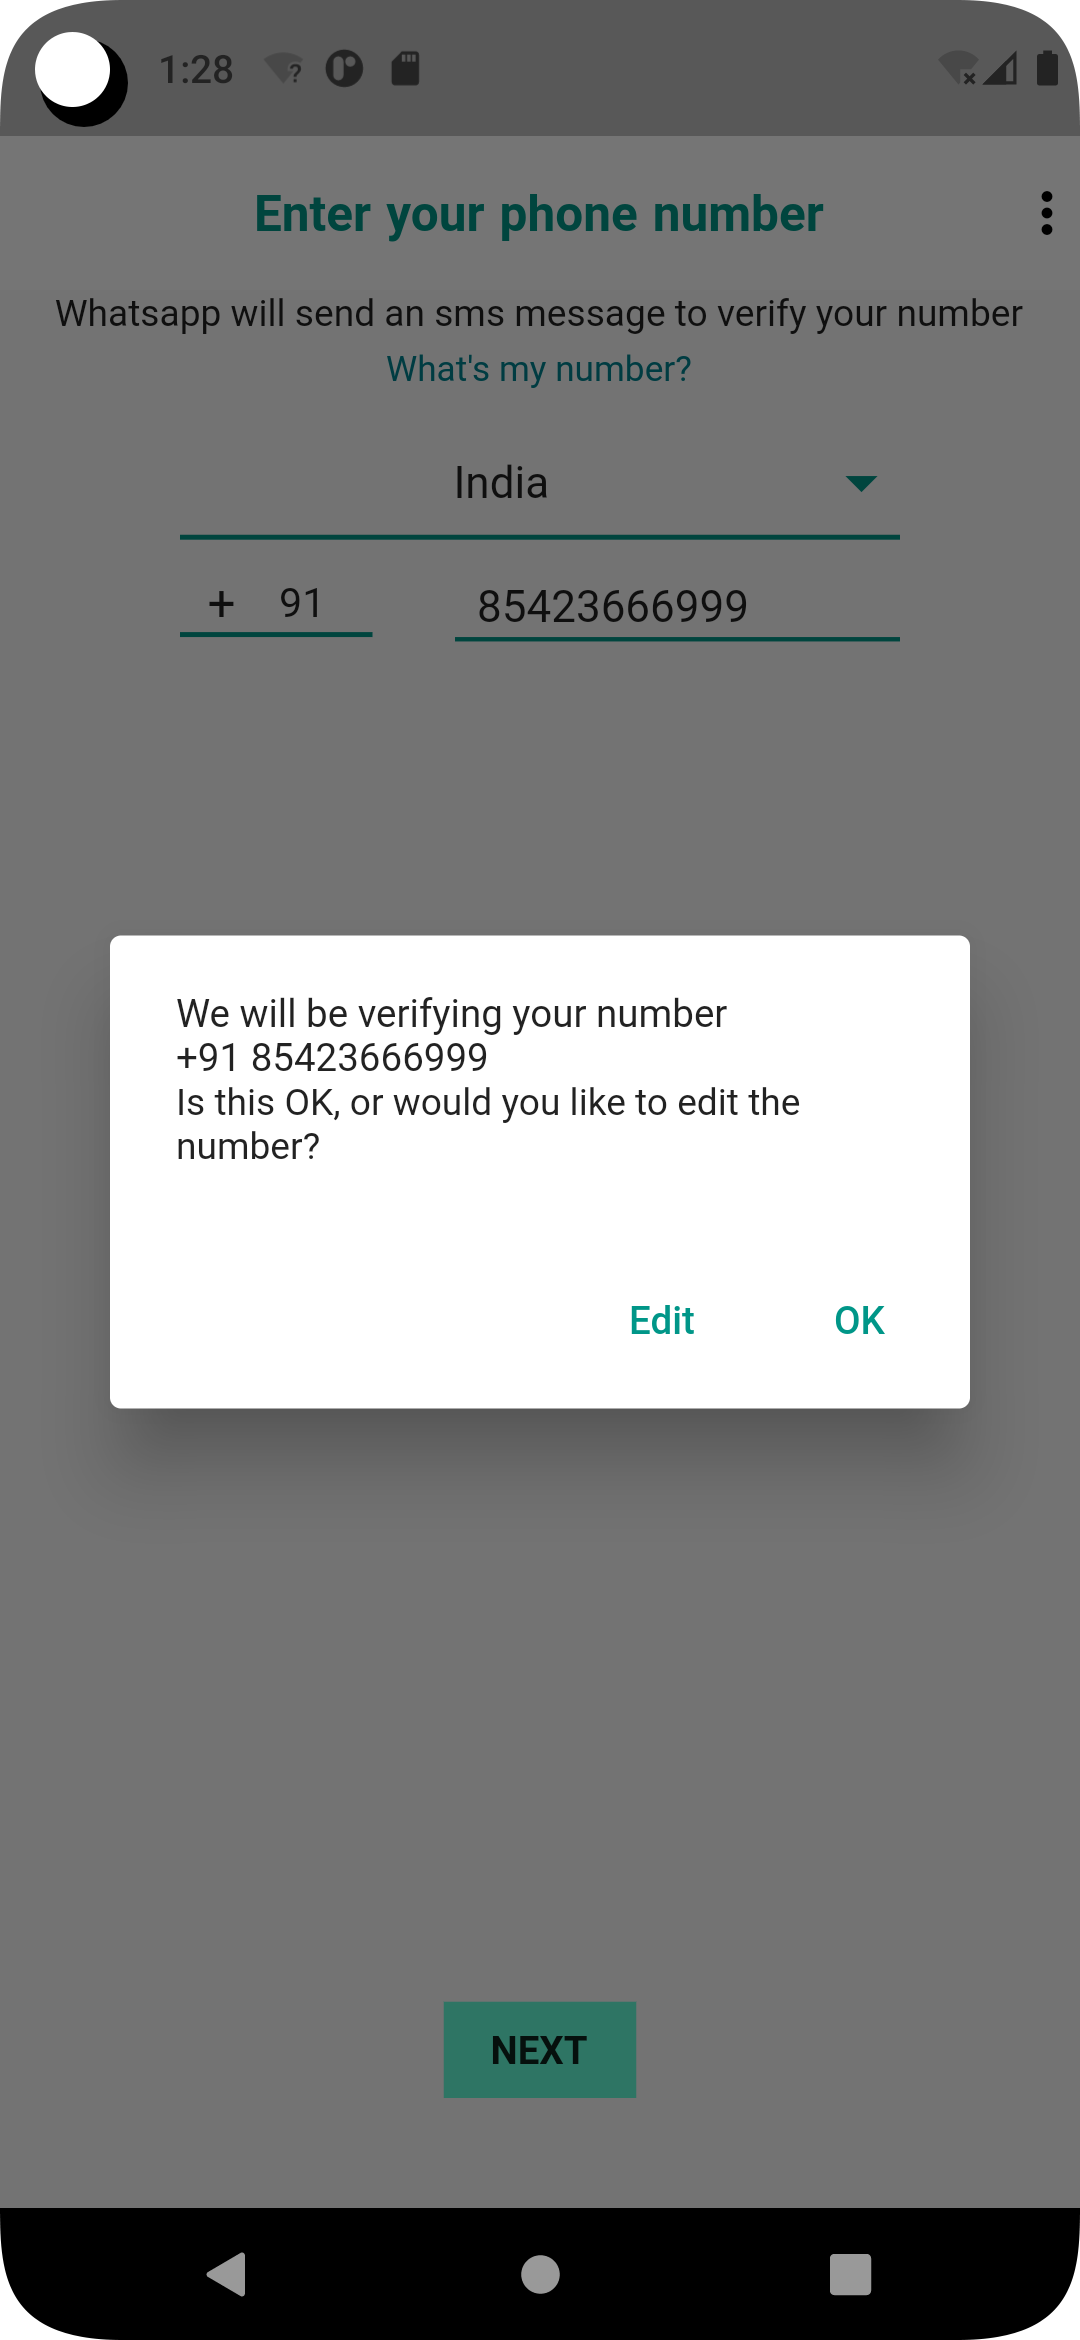 1:28
Enter your phone number
Whatsapp will send an sms message to verify your number
What's my number?
India
+ 91 85423666999
We will be verifying your number
+91 85423666999
Is this OK, or would you like to edit the
number?
Edit OK
NEXT